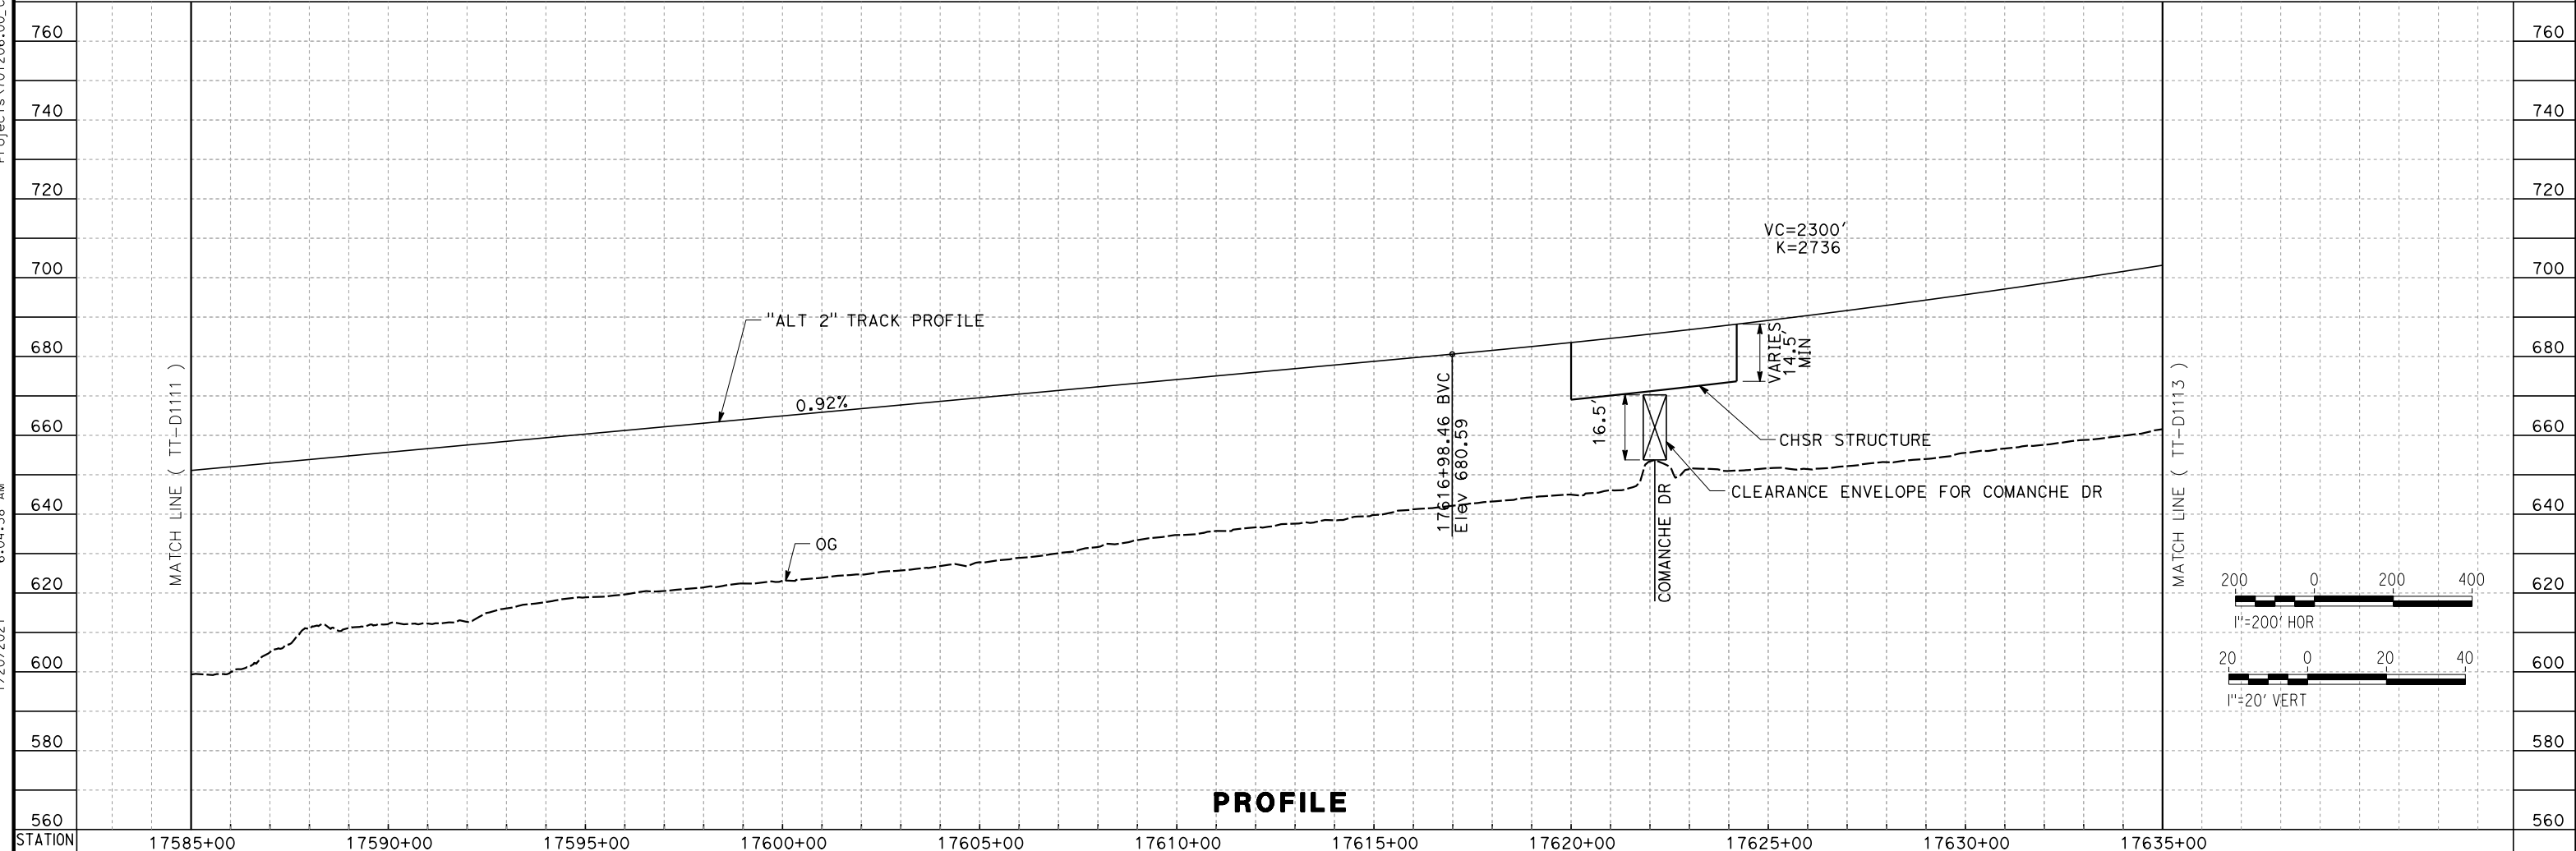 760
760
740
740
720
720
VC=2300'
K=2736
700
700
"ALT 2" TRACK PROFILE
680
680
VARIES
14.5'
MIN
0.92%
660
660
16.5'
CHSR STRUCTURE
MATCH LINE ( TT-D1111 )
17616+98.46 BVC
Elev 680.59
CLEARANCE ENVELOPE FOR COMANCHE DR
COMANCHE DR
MATCH LINE ( TT-D1113 )
640
640
OG
620
620
200 0 200 400
1"=200' HOR
600
600
20 0 20 40
1"=20' VERT
580
580
PROFILE
560
560
STATION 17585+00 17590+00 17595+00 17600+00 17605+00 17610+00 17615+00 17620+00 17625+00 17630+00 17635+00